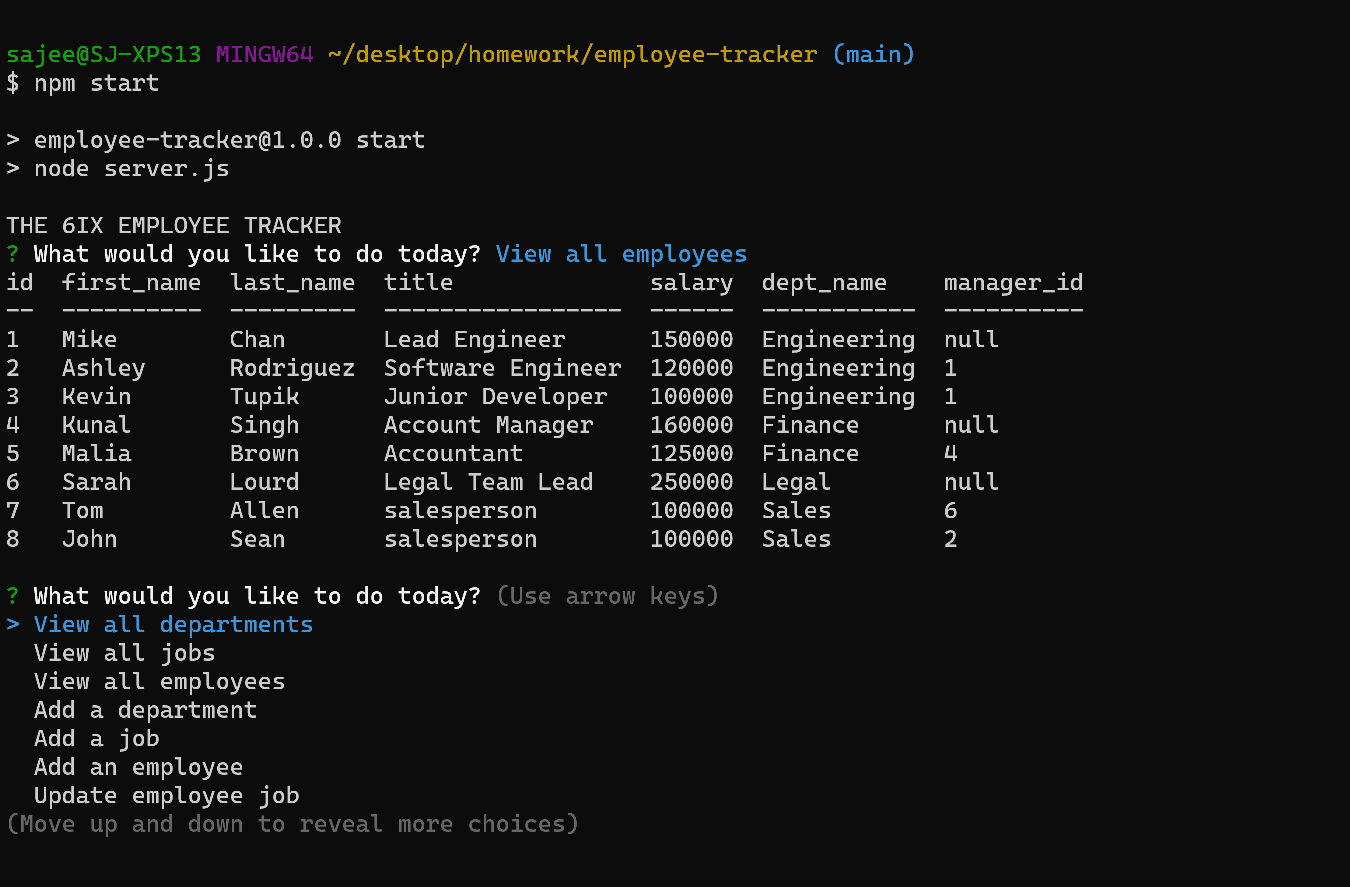 sajee@SJ-XPS13 MINGW64 ~/desktop/homework/employee-tracker (main)
$ npm start
> employee-tracker@1.0.0 start
> node server.js
THE 6IX EMPLOYEE TRACKER
? What would you like to do today? View all employees
id  first_name  last_name  title              salary  dept_name    manager_id
--  ----------  ---------  -----------------  ------  -----------  ----------
1   Mike        Chan       Lead Engineer      150000  Engineering  null
2   Ashley      Rodriguez  Software Engineer  120000  Engineering  1
3   Kevin       Tupik      Junior Developer   100000  Engineering  1
4   Kunal       Singh      Account Manager    160000  Finance      null
5   Malia       Brown      Accountant         125000  Finance      4
6   Sarah       Lourd      Legal Team Lead    250000  Legal        null
7   Tom         Allen      salesperson        100000  Sales        6
8   John        Sean       salesperson        100000  Sales        2
? What would you like to do today? (Use arrow keys)
> View all departments
  View all jobs
  View all employees
  Add a department
  Add a job
  Add an employee
  Update employee job
(Move up and down to reveal more choices)